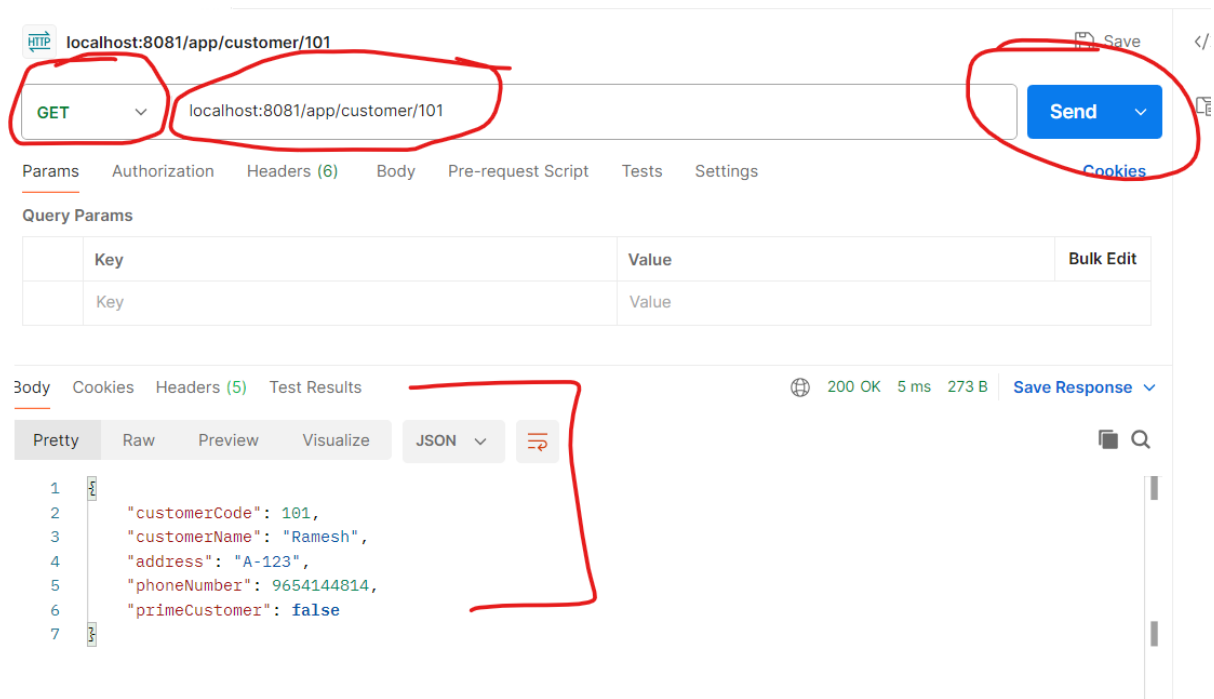 HTTP localhost:8081/app/customer/101 Save </
GET localhost:8081/app/customer/101 Send
Params Authorization Headers (6) Body Pre-request Script Tests Settings Cookies
Query Params
Key Value Bulk Edit
Key Value
Body Cookies Headers (5) Test Results 200 OK 5 ms 273 B Save Response
Pretty Raw Preview Visualize JSON
1 {
2 "customerCode": 101,
3 "customerName": "Ramesh",
4 "address": "A-123",
5 "phoneNumber": 9654144814,
6 "primeCustomer": false
7 }